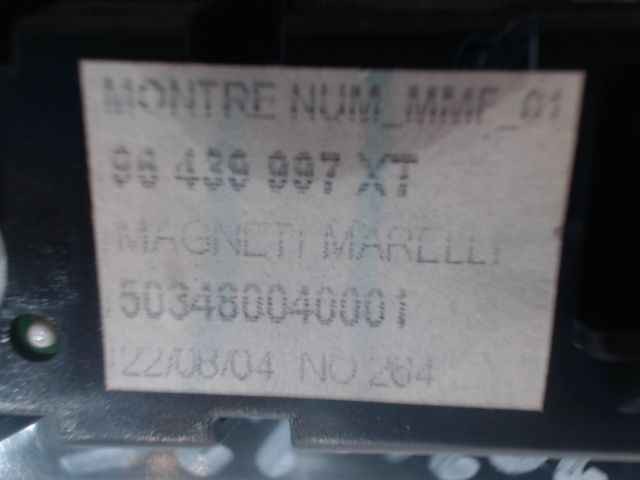 MONTRE NUM_MMF_01
96 439 997 XT
MAGNETI MARELLI
503480040001
22/08/04 NO 264